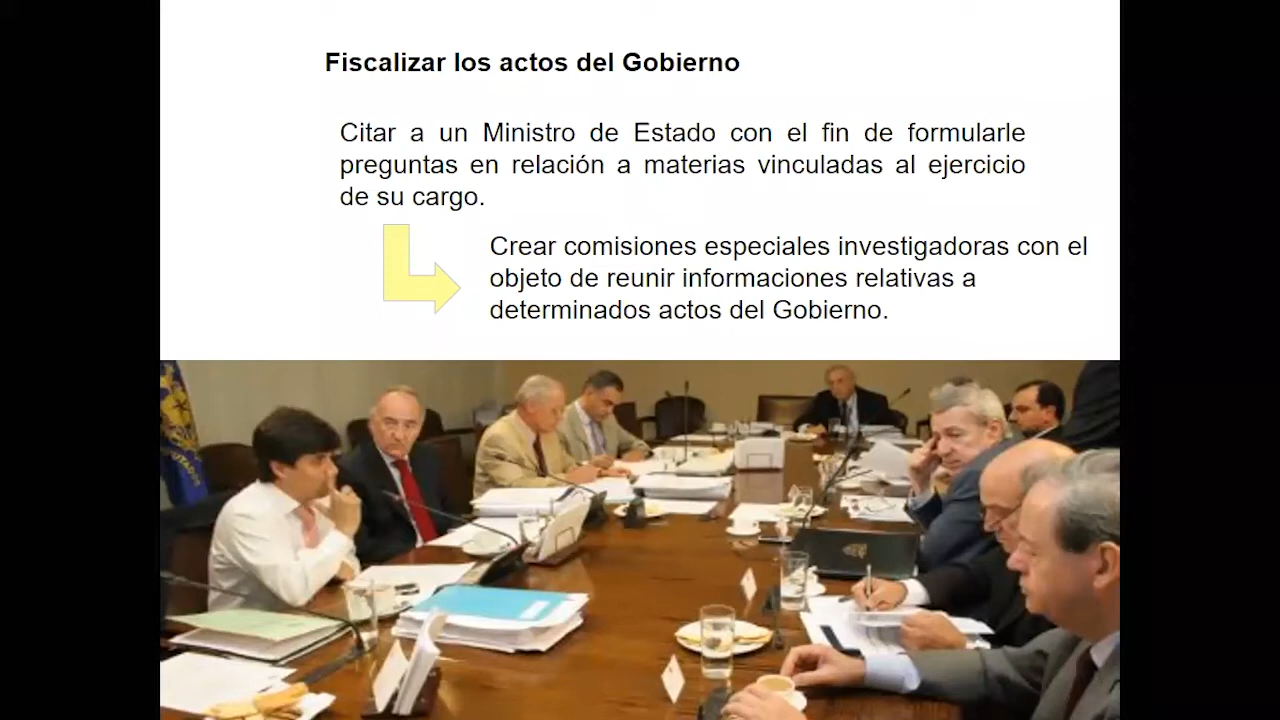 Fiscalizar los actos del Gobierno
Citar a un Ministro de Estado con el fin de formularle
preguntas en relación a materias vinculadas al ejercicio
de su cargo.
Crear comisiones especiales investigadoras con el
objeto de reunir informaciones relativas a
determinados actos del Gobierno.